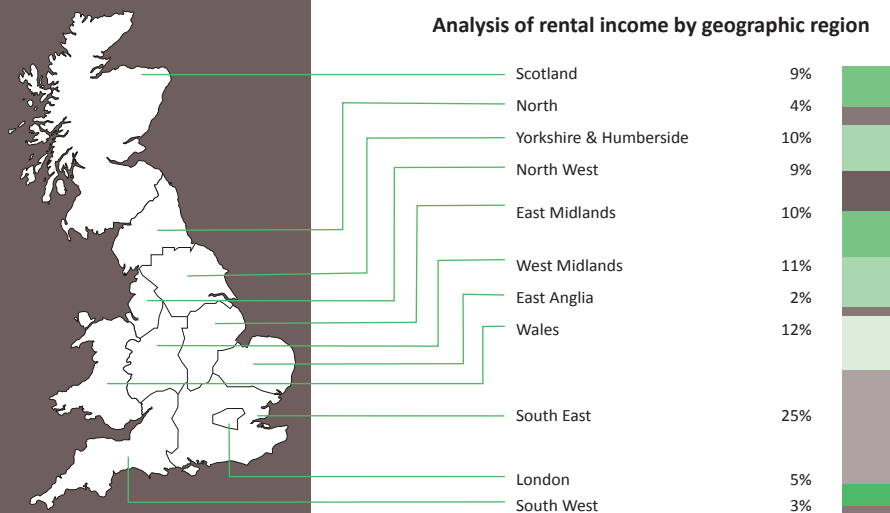 Analysis of rental income by geographic region
Scotland 9%
North 4%
Yorkshire & Humberside 10%
North West 9%
East Midlands 10%
West Midlands 11%
East Anglia 2%
Wales 12%
South East 25%
London 5%
South West 3%